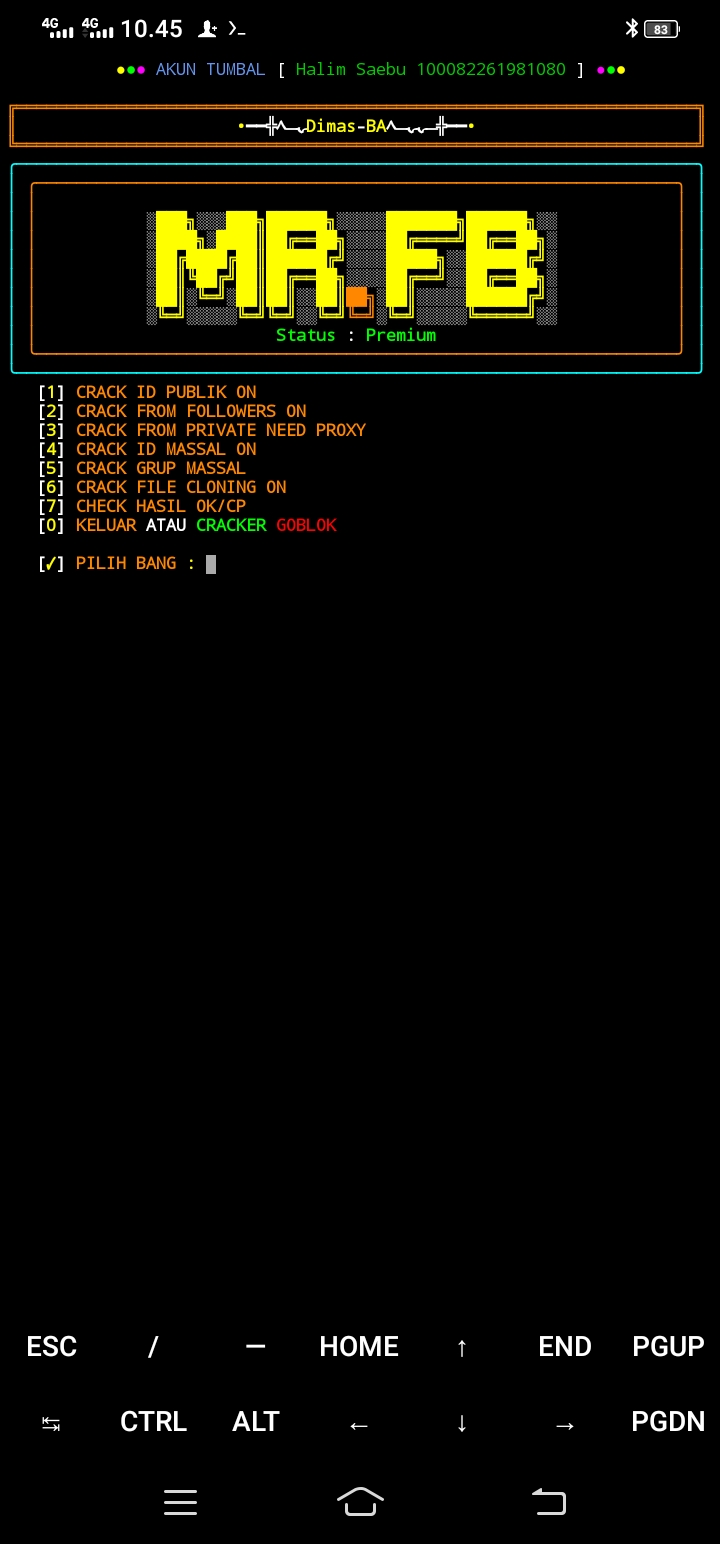 4G 4G 10.45 83
AKUN TUMBAL [ Halim Saebu 100082261981080 ]
Dimas-BA
MR.FB
Status : Premium
[1] CRACK ID PUBLIK ON
[2] CRACK FROM FOLLOWERS ON
[3] CRACK FROM PRIVATE NEED PROXY
[4] CRACK ID MASSAL ON
[5] CRACK GRUP MASSAL
[6] CRACK FILE CLONING ON
[7] CHECK HASIL OK/CP
[0] KELUAR ATAU CRACKER GOBLOK
[✓] PILIH BANG :
ESC / — HOME ↑ END PGUP
↹ CTRL ALT ← ↓ → PGDN